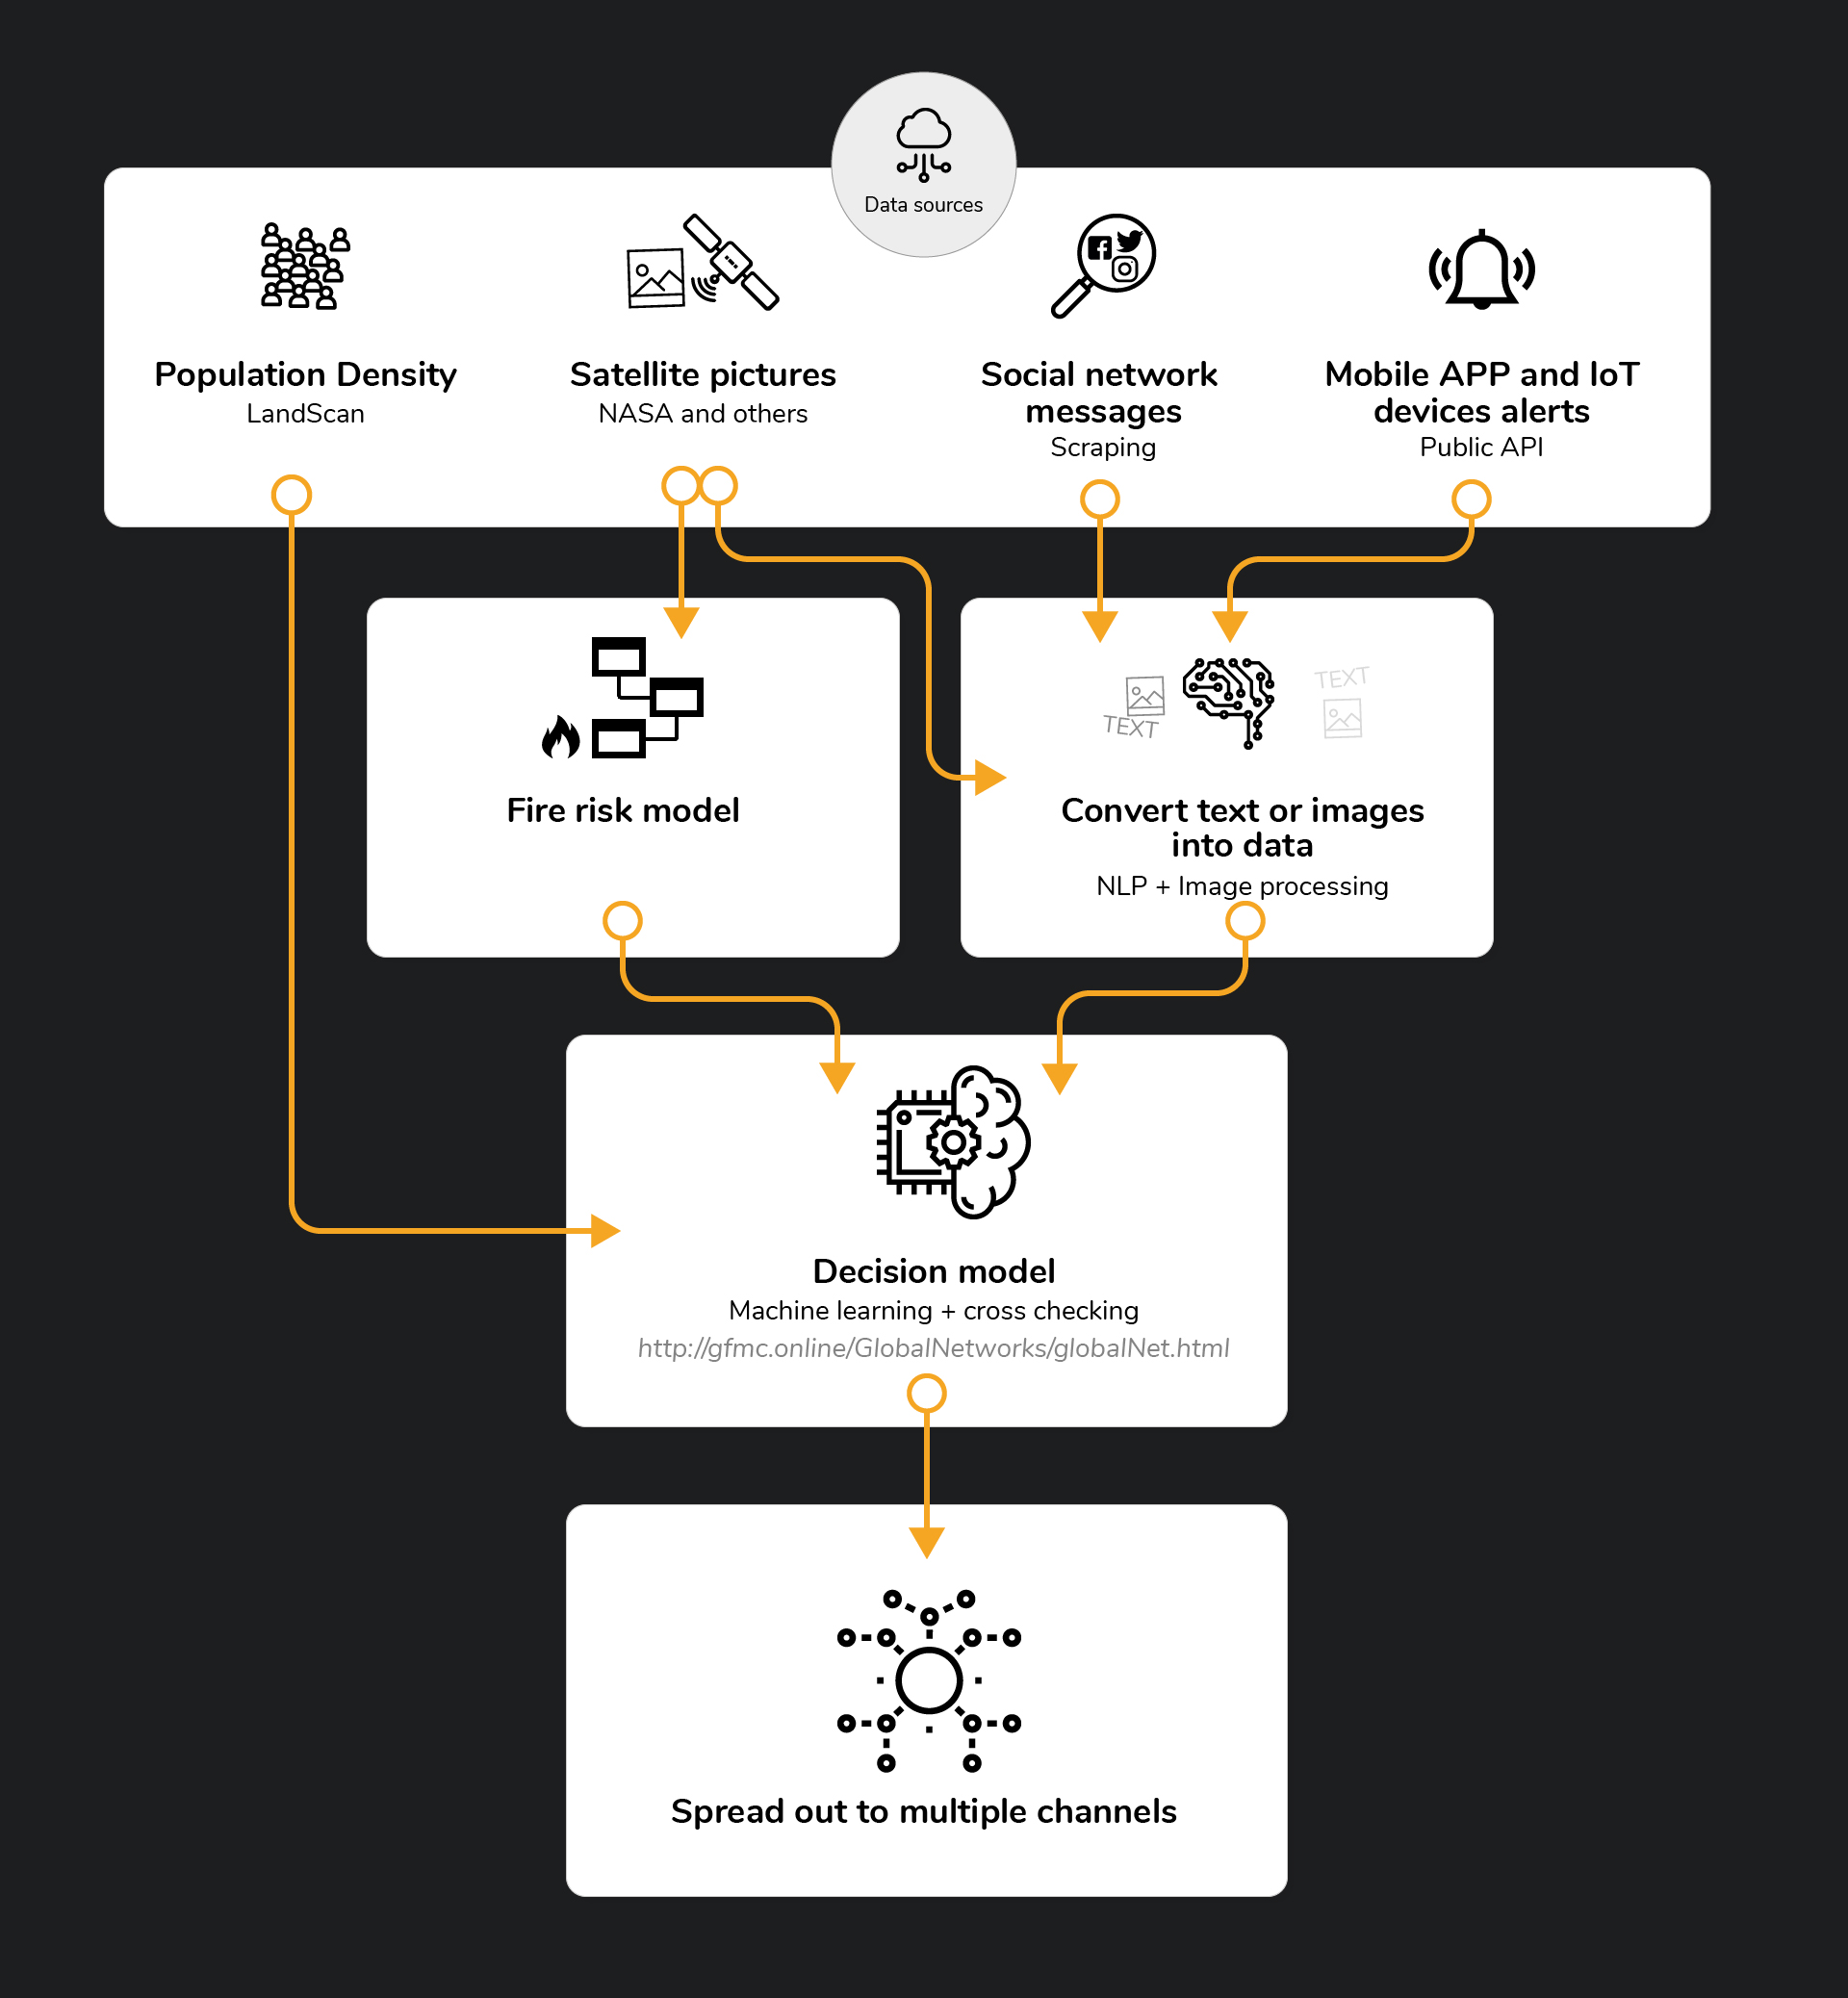 Data sources
Population Density
LandScan
Satellite pictures
NASA and others
Social network
messages
Scraping
Mobile APP and IoT
devices alerts
Public API
Fire risk model
TEXT
TEXT
Convert text or images
into data
NLP + Image processing
Decision model
Machine learning + cross checking
http://gfmc.online/GlobalNetworks/globalNet.html
Spread out to multiple channels